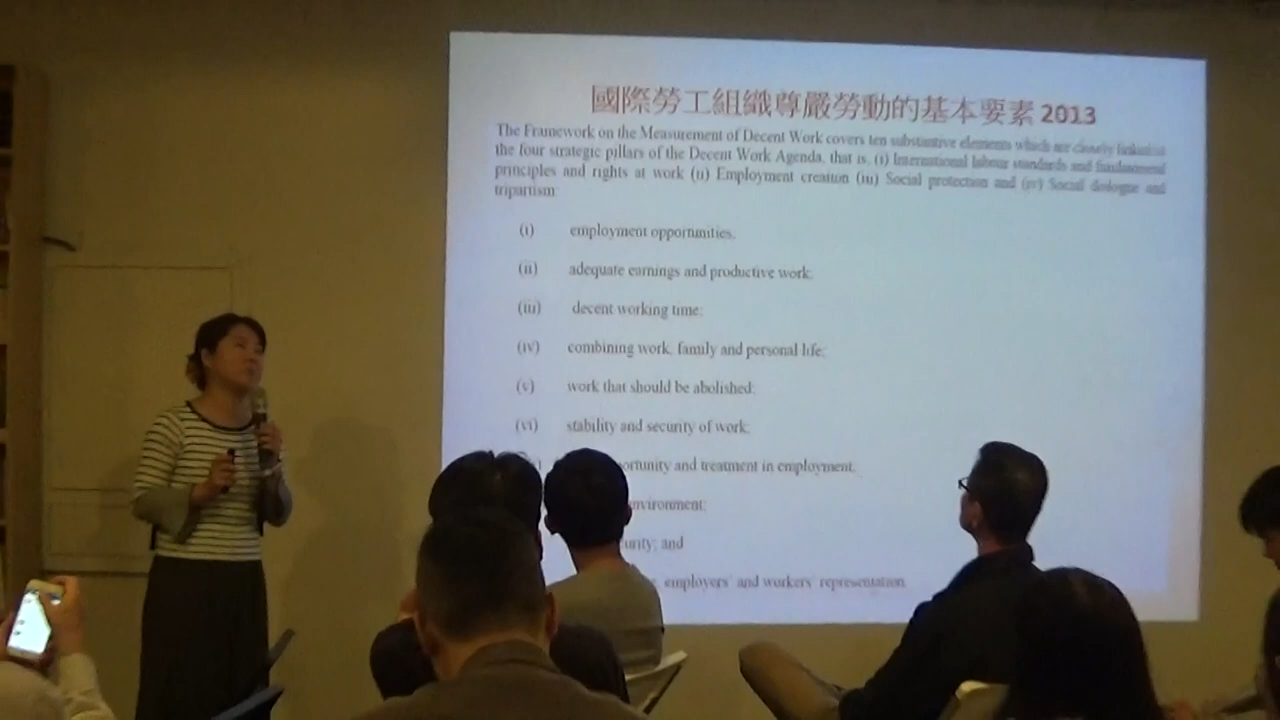 國際勞工組織尊嚴勞動的基本要素 2013
The Framework on the Measurement of Decent Work covers ten substantive elements which are closely linked
the four strategic pillars of the Decent Work Agenda, that is, (i) International labour standards and fundamental
principles and rights at work (ii) Employment creation (iii) Social protection and (iv) Social dialogue and
tripartism:
(i) employment opportunities;
(ii) adequate earnings and productive work;
(iii) decent working time;
(iv) combining work, family and personal life;
(v) work that should be abolished;
(vi) stability and security of work;
ortunity and treatment in employment;
nvironment;
urity; and
employers' and workers' representation